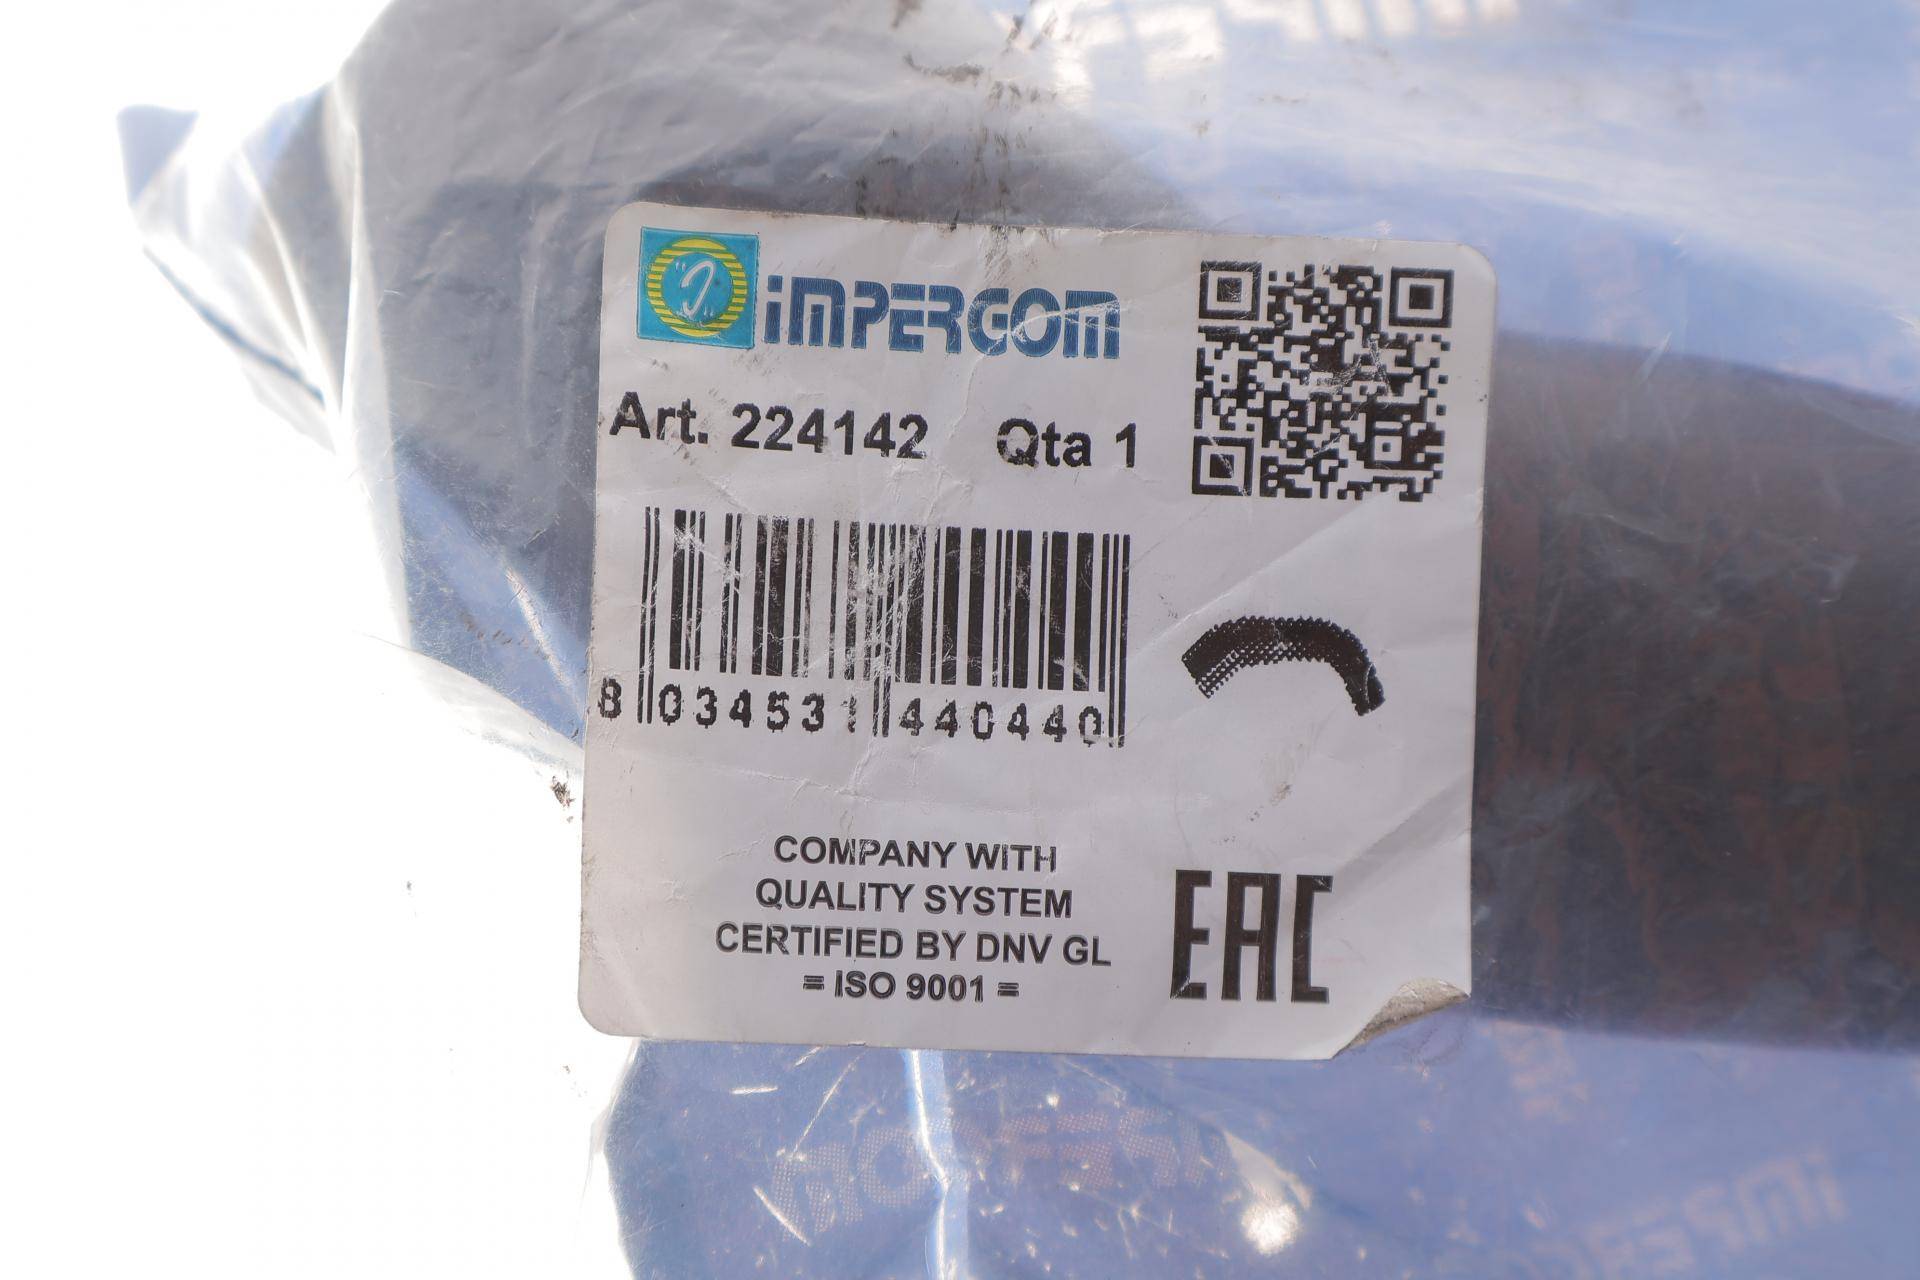 IMPERGOM
Art. 224142 Qta 1
8 034531 440440
COMPANY WITH
QUALITY SYSTEM
CERTIFIED BY DNV GL
= ISO 9001 =
EAC